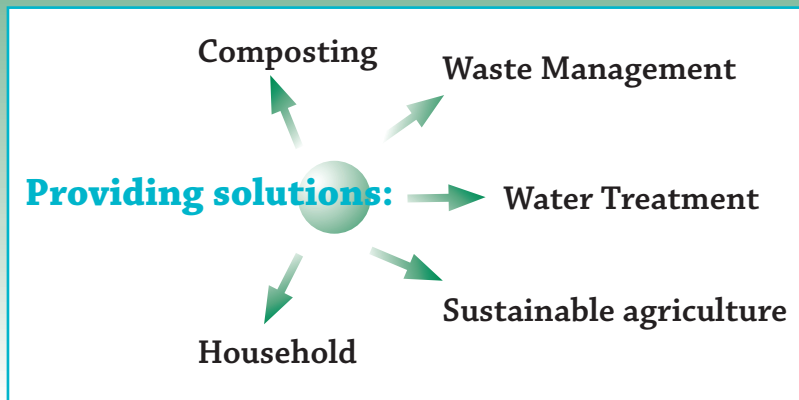 Composting
Waste Management
Providing solutions:
Water Treatment
Sustainable agriculture
Household